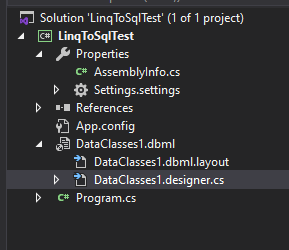 Solution 'LinqToSqlTest' (1 of 1 project)
LinqToSqlTest
Properties
AssemblyInfo.cs
Settings.settings
References
App.config
DataClasses1.dbml
DataClasses1.dbml.layout
DataClasses1.designer.cs
Program.cs